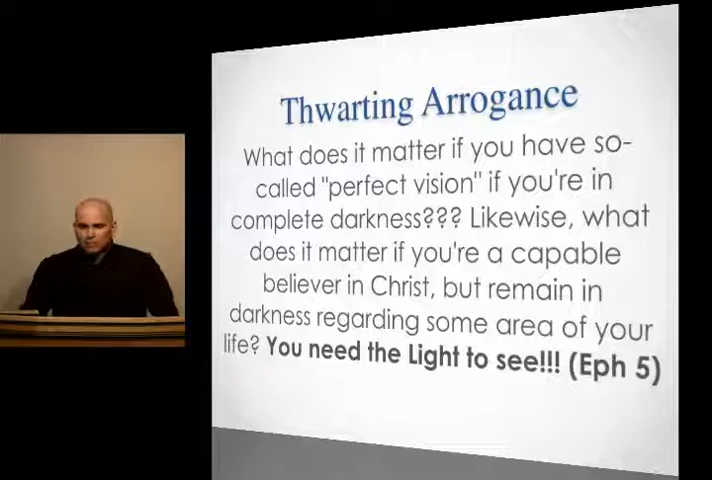 Thwarting Arrogance
What does it matter if you have so-
called "perfect vision" if you're in
complete darkness??? Likewise, what
does it matter if you're a capable
believer in Christ, but remain in
darkness regarding some area of your
life? You need the Light to see!!! (Eph 5)